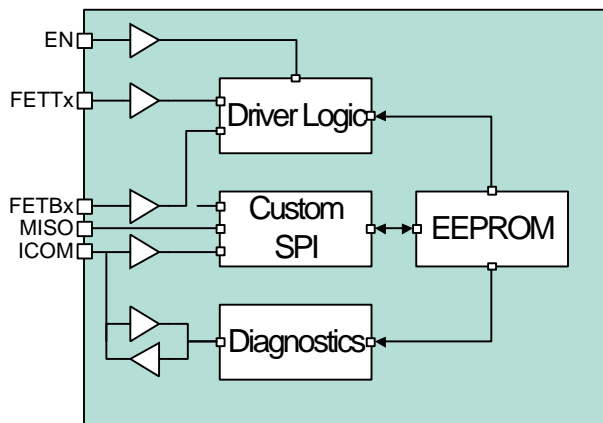 EN
FETTx
Driver Logic
FETBx
MISO
ICOM
Custom
SPI
EEPROM
Diagnostics